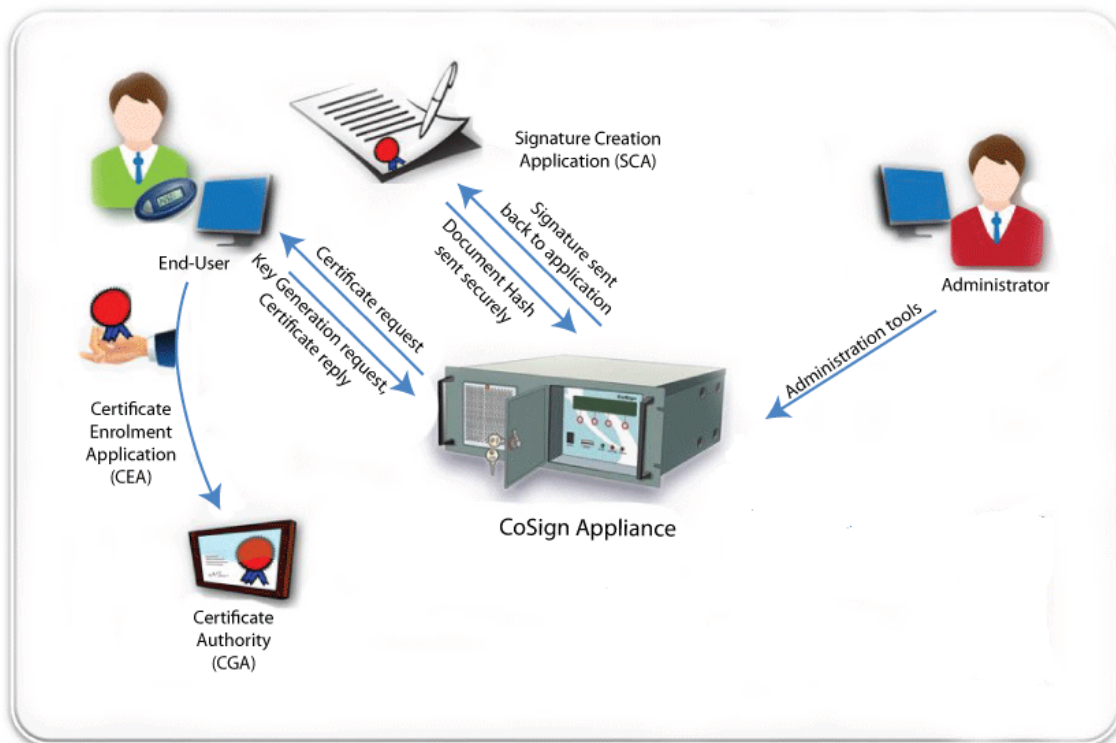 Signature Creation
Application (SCA)
End-User
Administrator
Certificate request
Key Generation request,
Certificate reply
Signature sent
back to application
Document Hash
sent securely
Administration tools
Certificate
Enrolment
Application
(CEA)
CoSign Appliance
Certificate
Authority
(CGA)